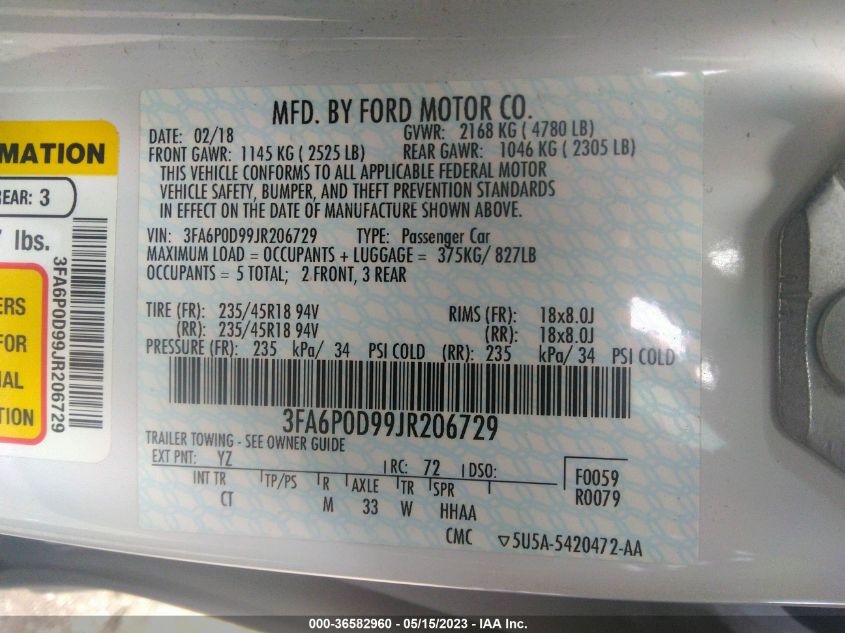 MFD. BY FORD MOTOR CO.
DATE: 02/18 GVWR: 2168 KG ( 4780 LB)
FRONT GAWR: 1145 KG ( 2525 LB) REAR GAWR: 1046 KG ( 2305 LB)
THIS VEHICLE CONFORMS TO ALL APPLICABLE FEDERAL MOTOR
VEHICLE SAFETY, BUMPER, AND THEFT PREVENTION STANDARDS
IN EFFECT ON THE DATE OF MANUFACTURE SHOWN ABOVE.
VIN: 3FA6P0D99JR206729 TYPE: Passenger Car
MAXIMUM LOAD = OCCUPANTS + LUGGAGE = 375KG/ 827LB
OCCUPANTS = 5 TOTAL; 2 FRONT, 3 REAR
TIRE (FR): 235/45R18 94V RIMS (FR): 18x8.0J
(RR): 235/45R18 94V (RR): 18x8.0J
PRESSURE (FR): 235 kPa/ 34 PSI COLD (RR): 235 kPa/ 34 PSI COLD
3FA6P0D99JR206729
TRAILER TOWING - SEE OWNER GUIDE
EXT PNT: YZ RC: 72 DSO:
INT TR TP/PS R AXLE TR SPR
CT M 33 W HHAA
F0059
R0079
CMC ▽5U5A-5420472-AA
RMATION
REAR: 3
7 lbs.
3FA6P0D99JR206729
ERS
FOR
IAL
TION
000-36582960 - 05/15/2023 - IAA Inc.